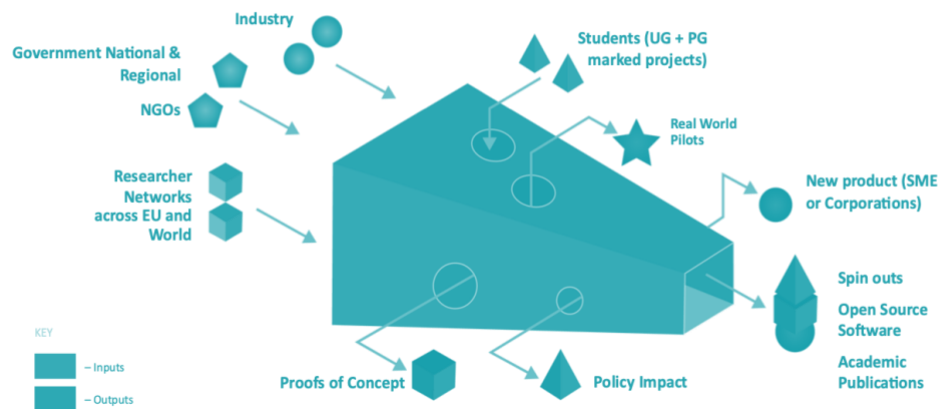 Industry
Government National &
Regional
NGOs
Students (UG + PG
marked projects)
Real World
Pilots
Researcher
Networks
across EU and
World
New product (SME
or Corporations)
Spin outs
Open Source
Software
Academic
Publications
Proofs of Concept
Policy Impact
KEY
– Inputs
– Outputs